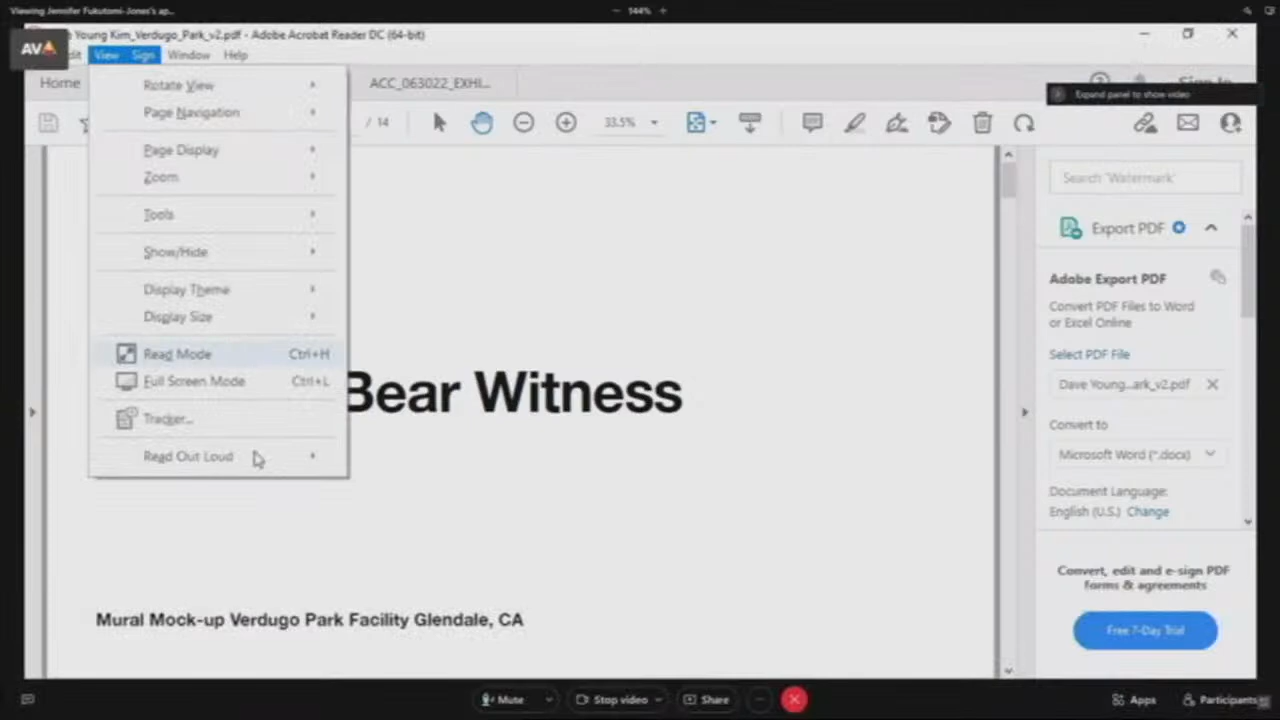 Viewing Jennifer Fukutomi-Jones's ap...
144%
Young Kim_Verdugo_Park_v2.pdf - Adobe Acrobat Reader DC (64-bit)
AVA
View Sign Window Help
Home
ACC_063022_EXHI...
Sign In
Expand panel to show video
/ 14
33.5%
Rotate View
Page Navigation
Page Display
Zoom
Tools
Show/Hide
Display Theme
Display Size
Read Mode Ctrl+H
Full Screen Mode Ctrl+L
Tracker...
Read Out Loud
Bear Witness
Mural Mock-up Verdugo Park Facility Glendale, CA
Search 'Watermark'
Export PDF
Adobe Export PDF
Convert PDF Files to Word
or Excel Online
Select PDF File
Dave Young...ark_v2.pdf
Convert to
Microsoft Word (*.docx)
Document Language:
English (U.S.) Change
Convert, edit and e-sign PDF
forms & agreements
Free 7-Day Trial
Mute
Stop video
Share
Apps
Participants